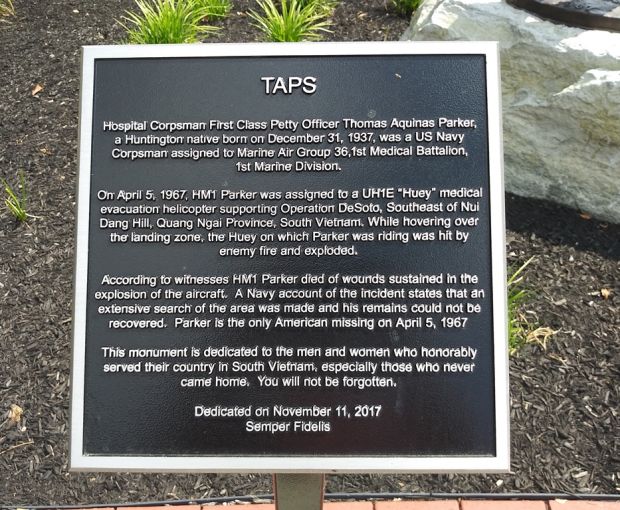 TAPS
Hospital Corpsman First Class Petty Officer Thomas Aquinas Parker,
a Huntington native born on December 31, 1937, was a US Navy
Corpsman assigned to Marine Air Group 36,1st Medical Battalion,
1st Marine Division.
On April 5, 1967, HM1 Parker was assigned to a UH1E "Huey" medical
evacuation helicopter supporting Operation DeSoto, Southeast of Nui
Dang Hill, Quang Ngai Province, South Vietnam. While hovering over
the landing zone, the Huey on which Parker was riding was hit by
enemy fire and exploded.
According to witnesses HM1 Parker died of wounds sustained in the
explosion of the aircraft. A Navy account of the incident states that an
extensive search of the area was made and his remains could not be
recovered. Parker is the only American missing on April 5, 1967
This monument is dedicated to the men and women who honorably
served their country in South Vietnam, especially those who never
came home. You will not be forgotten.
Dedicated on November 11, 2017
Semper Fidelis